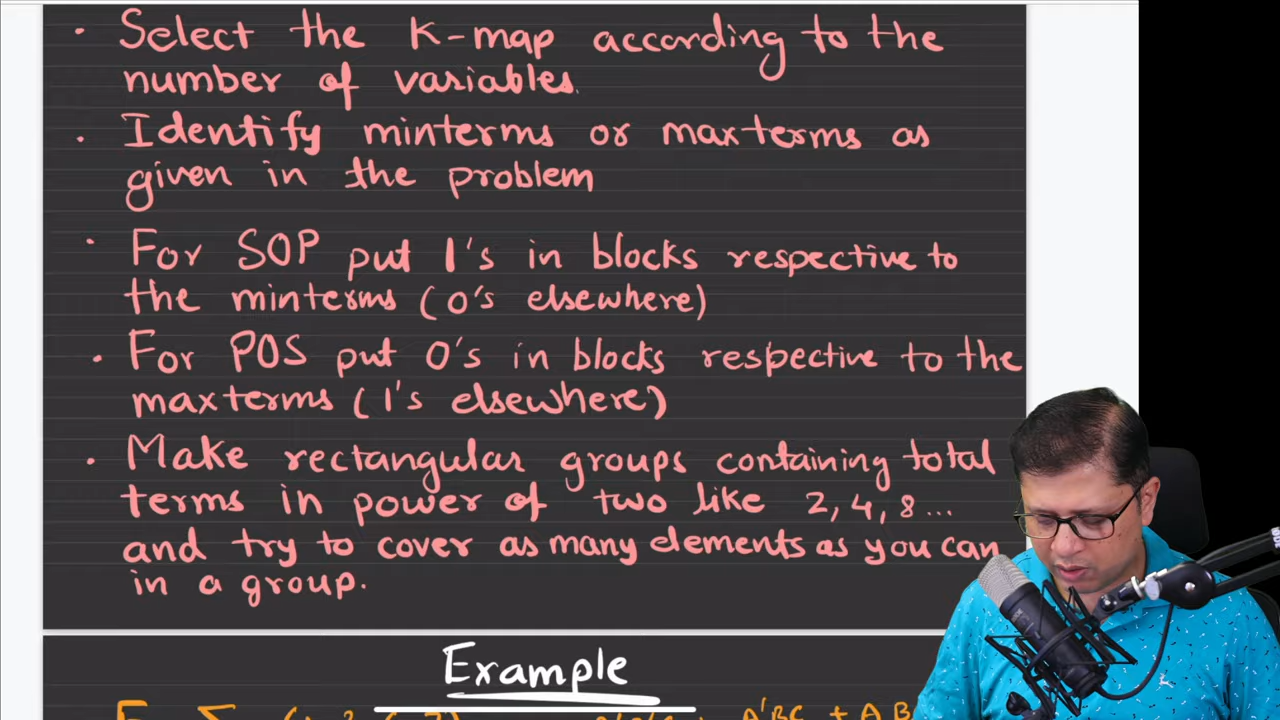 • Select the K-map according to the
number of variables.
• Identify minterms or maxterms as
given in the problem
• For SOP put 1's in blocks respective to
the minterms (0's elsewhere)
• For POS put 0's in blocks respective to the
maxterms (1's elsewhere)
• Make rectangular groups containing total
terms in power of two like 2, 4, 8...
and try to cover as many elements as you can
in a group.
Example